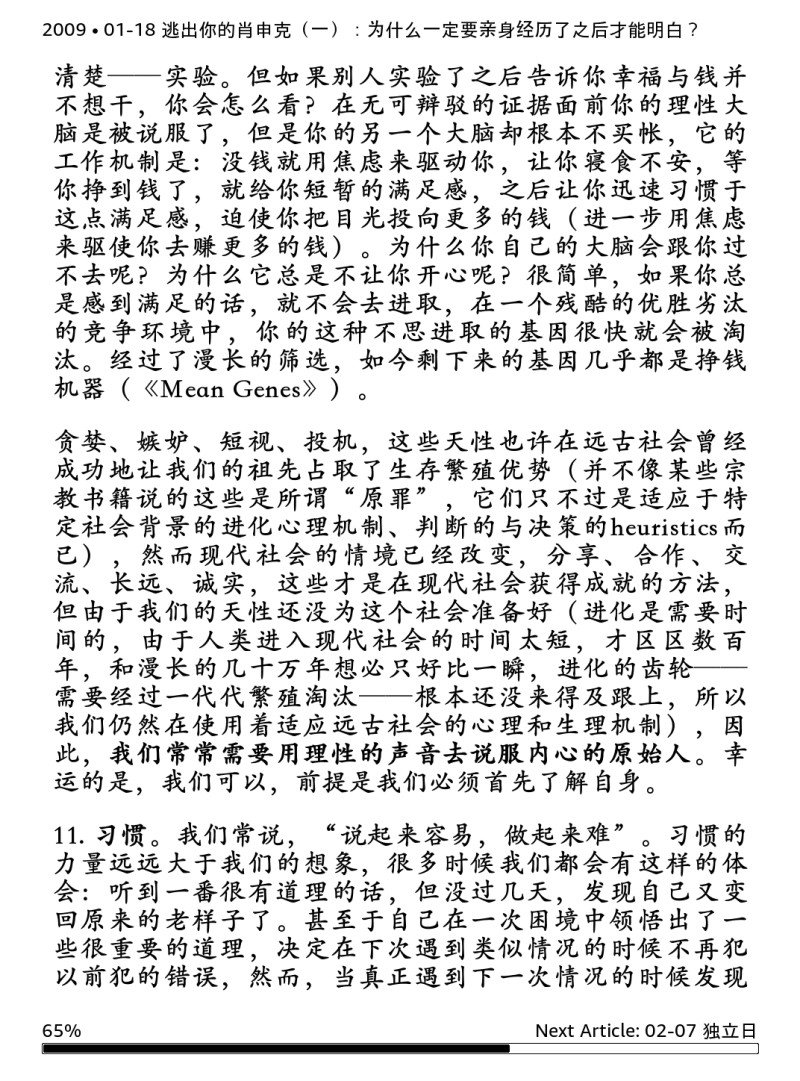 2009 • 01-18 逃出你的肖申克（一）：为什么一定要亲身经历了之后才能明白？
清楚——实验。但如果别人实验了之后告诉你幸福与钱并
不想干，你会怎么看？在无可辩驳的证据面前你的理性大
脑是被说服了，但是你的另一个大脑却根本不买帐，它的
工作机制是：没钱就用焦虑来驱动你，让你寝食不安，等
你挣到钱了，就给你短暂的满足感，之后让你迅速习惯于
这点满足感，迫使你把目光投向更多的钱（进一步用焦虑
来驱使你去赚更多的钱）。为什么你自己的大脑会跟你过
不去呢？为什么它总是不让你开心呢？很简单，如果你总
是感到满足的话，就不会去进取，在一个残酷的优胜劣汰
的竞争环境中，你的这种不思进取的基因很快就会被淘
汰。经过了漫长的筛选，如今剩下来的基因几乎都是挣钱
机器（《Mean Genes》）。
贪婪、嫉妒、短视、投机，这些天性也许在远古社会曾经
成功地让我们的祖先占取了生存繁殖优势（并不像某些宗
教书籍说的这些是所谓“原罪”，它们只不过是适应于特
定社会背景的进化心理机制、判断的与决策的heuristics而
已），然而现代社会的情境已经改变，分享、合作、交
流、长远、诚实，这些才是在现代社会获得成就的方法，
但由于我们的天性还没为这个社会准备好（进化是需要时
间的，由于人类进入现代社会的时间太短，才区区数百
年，和漫长的几十万年想必只好比一瞬，进化的齿轮——
需要经过一代代繁殖淘汰——根本还没来得及跟上，所以
我们仍然在使用着适应远古社会的心理和生理机制），因
此，我们常常需要用理性的声音去说服内心的原始人。幸
运的是，我们可以，前提是我们必须首先了解自身。
11. 习惯。我们常说，“说起来容易，做起来难”。习惯的
力量远远大于我们的想象，很多时候我们都会有这样的体
会：听到一番很有道理的话，但没过几天，发现自己又变
回原来的老样子了。甚至于自己在一次困境中领悟出了一
些很重要的道理，决定在下次遇到类似情况的时候不再犯
以前犯的错误，然而，当真正遇到下一次情况的时候发现
65%
Next Article: 02-07 独立日